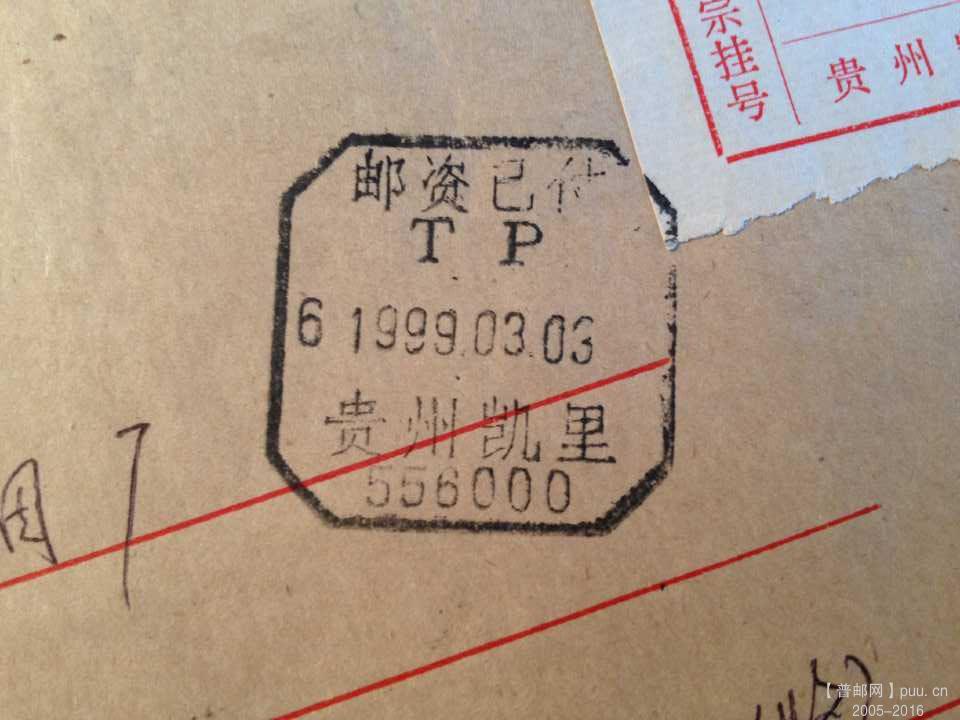 宗挂号
贵州
邮资已付
TP
6 1999.03.03
贵州凯里
556000
【普邮网】puu.cn
2005-2016